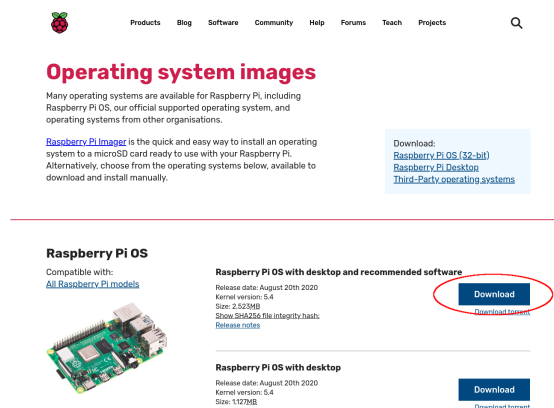 Products Blog Software Community Help Forums Teach Projects
Operating system images
Many operating systems are available for Raspberry Pi, including
Raspberry Pi OS, our official supported operating system, and
operating systems from other organisations.
Raspberry Pi Imager is the quick and easy way to install an operating
system to a microSD card ready to use with your Raspberry Pi.
Alternatively, choose from the operating systems below, available to
download and install manually.
Download:
Raspberry Pi OS (32-bit)
Raspberry Pi Desktop
Third-Party operating systems
Raspberry Pi OS
Compatible with:
All Raspberry Pi models
Raspberry Pi OS with desktop and recommended software
Release date: August 20th 2020
Kernel version: 5.4
Size: 2,523MB
Show SHA256 file integrity hash:
Release notes
Download
Download torrent
Raspberry Pi OS with desktop
Release date: August 20th 2020
Kernel version: 5.4
Size: 1,127MB
Download
Download torrent